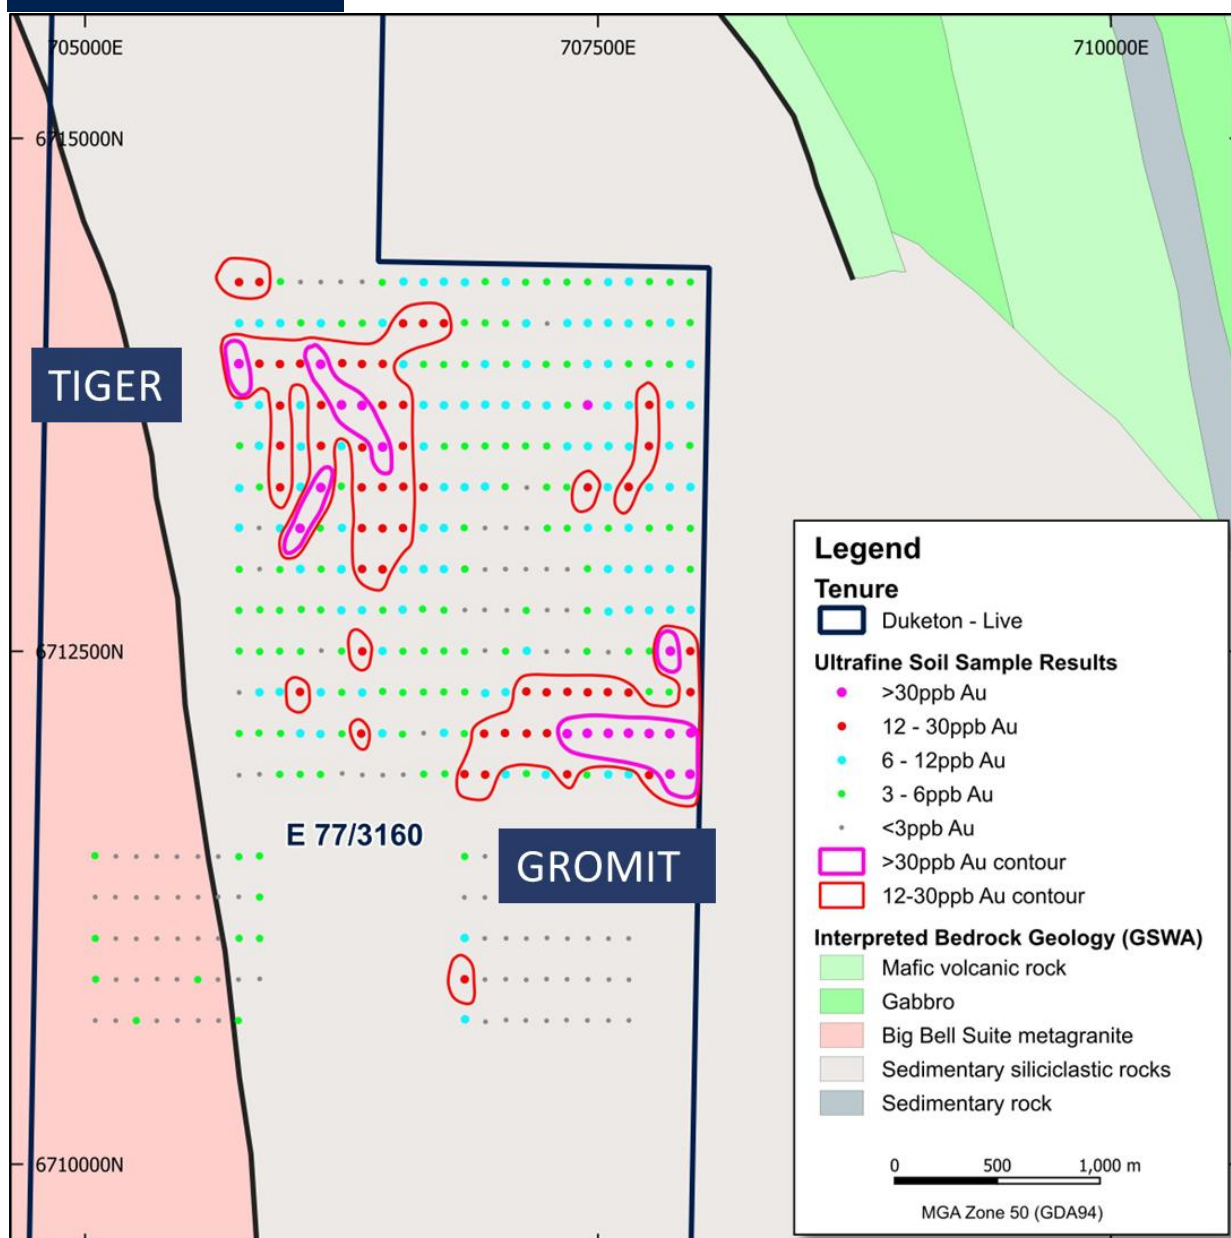 705000E
707500E
710000E
6715000N
TIGER
6712500N
E 77/3160
GROMIT
6710000N
Legend
Tenure
Duketon - Live
Ultrafine Soil Sample Results
>30ppb Au
12 - 30ppb Au
6 - 12ppb Au
3 - 6ppb Au
<3ppb Au
>30ppb Au contour
12-30ppb Au contour
Interpreted Bedrock Geology (GSWA)
Mafic volcanic rock
Gabbro
Big Bell Suite metagranite
Sedimentary siliciclastic rocks
Sedimentary rock
0 500 1,000 m
MGA Zone 50 (GDA94)